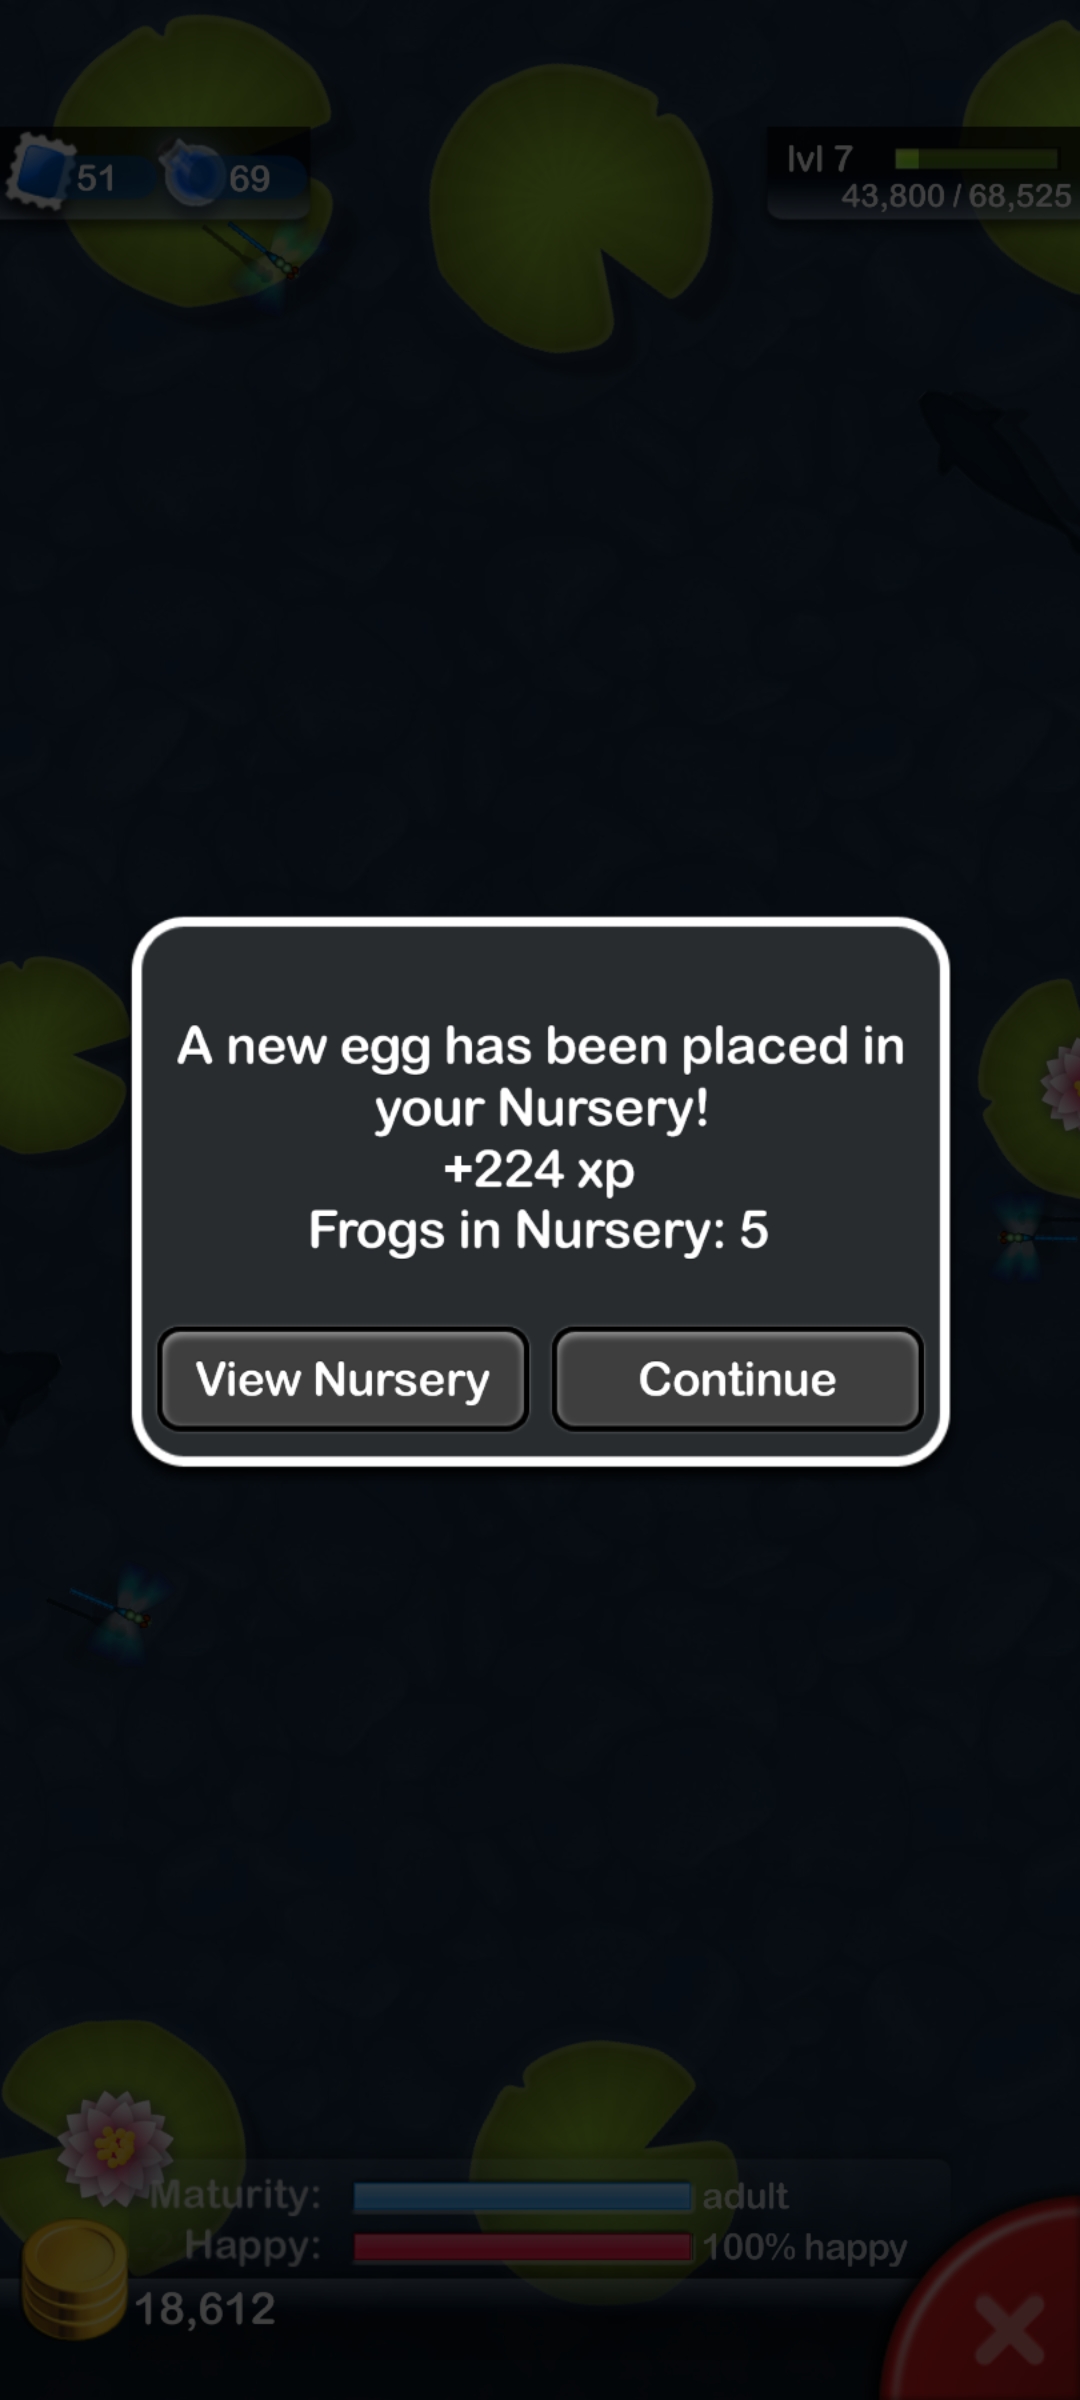 51 69
lvl 7
43,800 / 68,525
A new egg has been placed in
your Nursery!
+224 xp
Frogs in Nursery: 5
View Nursery Continue
Maturity: adult
Happy: 100% happy
18,612